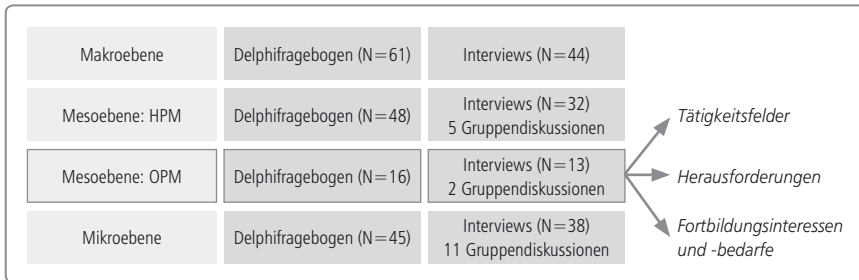 Makroebene
Delphifragebogen (N=61)
Interviews (N=44)
Mesoebene: HPM
Delphifragebogen (N=48)
Interviews (N=32)
5 Gruppendiskussionen
Mesoebene: OPM
Delphifragebogen (N=16)
Interviews (N=13)
2 Gruppendiskussionen
Mikroebene
Delphifragebogen (N=45)
Interviews (N=38)
11 Gruppendiskussionen
Tätigkeitsfelder
Herausforderungen
Fortbildungsinteressen
und -bedarfe